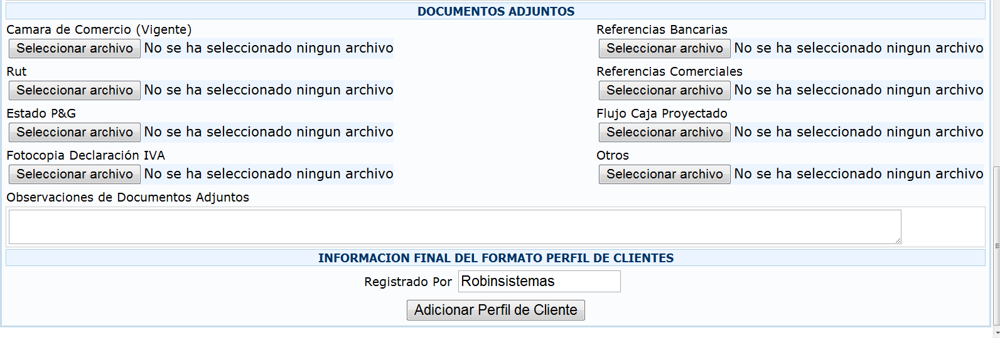 DOCUMENTOS ADJUNTOS
Camara de Comercio (Vigente) Referencias Bancarias
Seleccionar archivo No se ha seleccionado ningun archivo Seleccionar archivo No se ha seleccionado ningun archivo
Rut Referencias Comerciales
Seleccionar archivo No se ha seleccionado ningun archivo Seleccionar archivo No se ha seleccionado ningun archivo
Estado P&G Flujo Caja Proyectado
Seleccionar archivo No se ha seleccionado ningun archivo Seleccionar archivo No se ha seleccionado ningun archivo
Fotocopia Declaración IVA Otros
Seleccionar archivo No se ha seleccionado ningun archivo Seleccionar archivo No se ha seleccionado ningun archivo
Observaciones de Documentos Adjuntos
INFORMACION FINAL DEL FORMATO PERFIL DE CLIENTES
Registrado Por Robinsistemas
Adicionar Perfil de Cliente